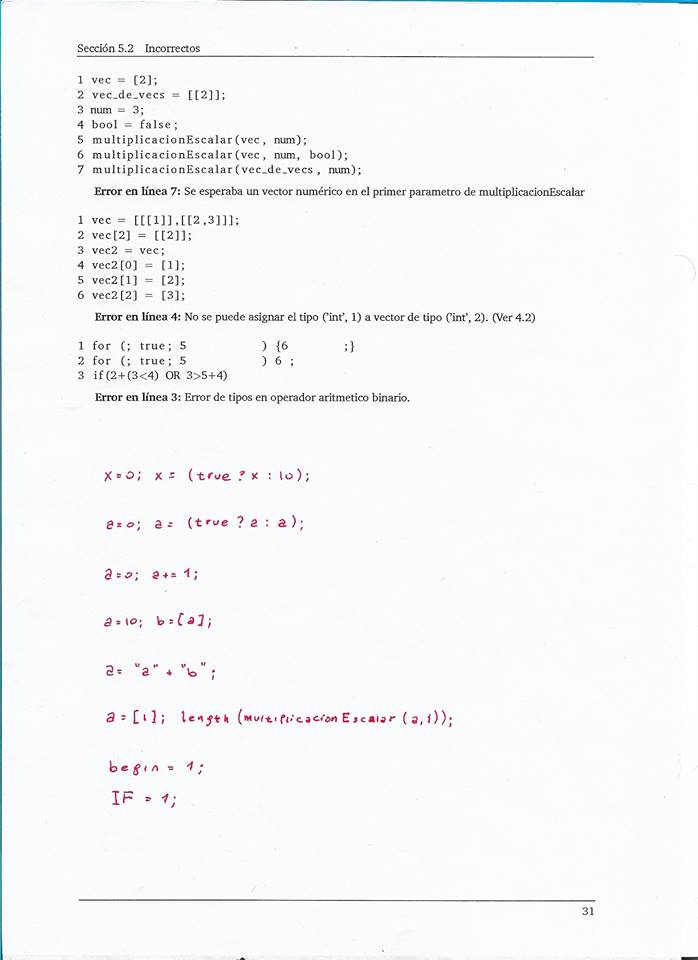 Sección 5.2 Incorrectos
1 vec = [2];
2 vec_de_vecs = [[2]];
3 num = 3;
4 bool = false;
5 multiplicacionEscalar(vec, num);
6 multiplicacionEscalar(vec, num, bool);
7 multiplicacionEscalar(vec_de_vecs, num);
Error en línea 7: Se esperaba un vector numérico en el primer parametro de multiplicacionEscalar
1 vec = [[[1]],[[2,3]]];
2 vec[2] = [[2]];
3 vec2 = vec;
4 vec2[0] = [1];
5 vec2[1] = [2];
6 vec2[2] = [3];
Error en línea 4: No se puede asignar el tipo ('int', 1) a vector de tipo ('int', 2). (Ver 4.2)
1 for (; true; 5 ) {6 ;}
2 for (; true; 5 ) 6 ;
3 if(2+(3<4) OR 3>5+4)
Error en línea 3: Error de tipos en operador aritmetico binario.
x=0; x = (true ? x : 10);
a=0; a = (true ? a : a);
a=0; a += 1;
a=10; b=[a];
a= "a" + "b";
a=[1]; length (multiplicacionEscalar (a,1));
begin = 1;
IF = 1;
31